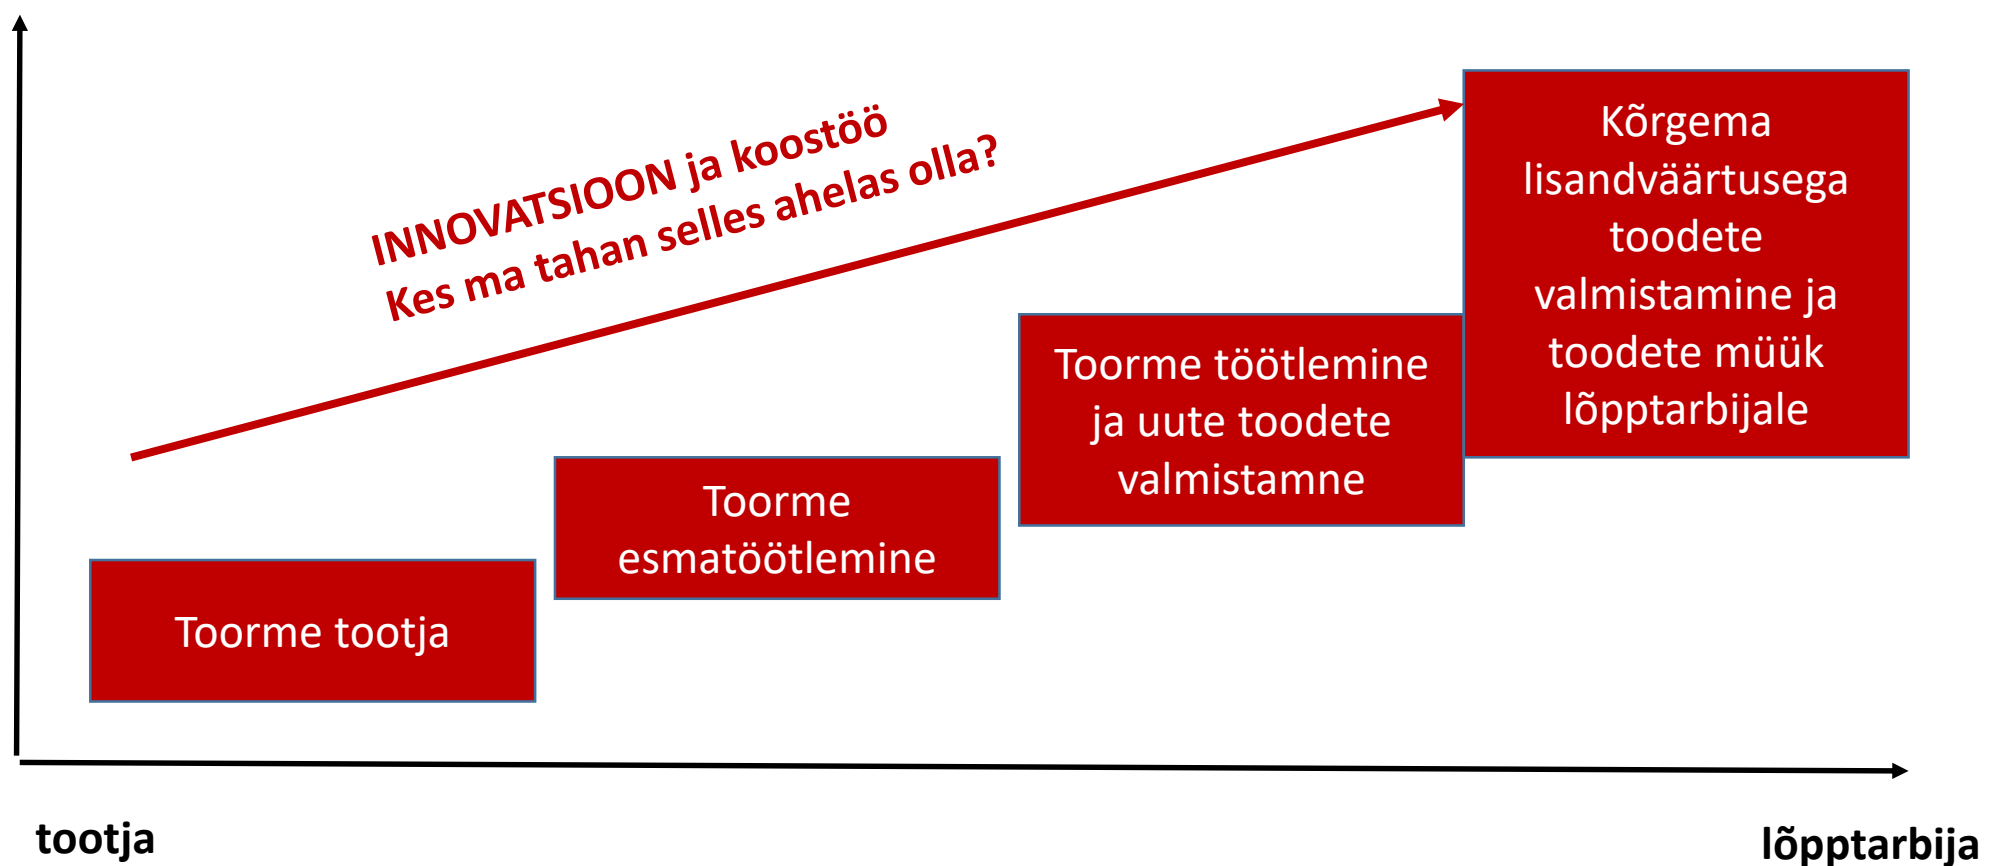 INNOVATSIOON ja koostöö
Kes ma tahan selles ahelas olla?
Toorme tootja
Toorme
esmatöötlemine
Toorme töötlemine
ja uute toodete
valmistamne
Kõrgema
lisandväärtusega
toodete
valmistamine ja
toodete müük
lõpptarbijale
tootja
lõpptarbija